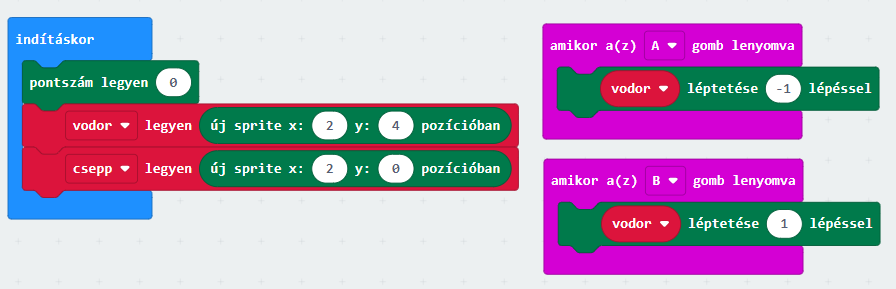 indításkor
pontszám legyen 0
vodor legyen új sprite x: 2 y: 4 pozícióban
csepp legyen új sprite x: 2 y: 0 pozícióban
amikor a(z) A gomb lenyomva
vodor léptetése -1 lépéssel
amikor a(z) B gomb lenyomva
vodor léptetése 1 lépéssel